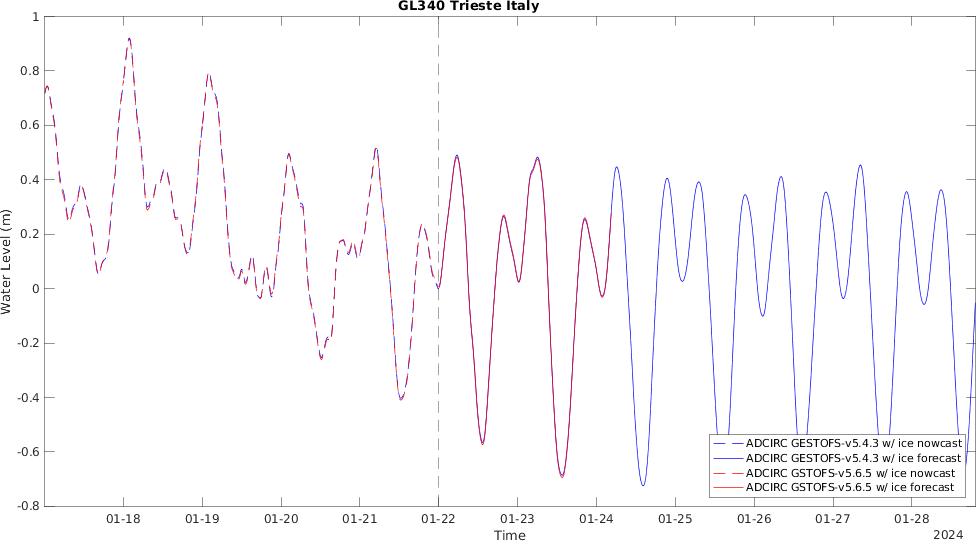 GL340 Trieste Italy
1
0.8
0.6
0.4
0.2
0
-0.2
-0.4
-0.6
-0.8
Water Level (m)
01-18 01-19 01-20 01-21 01-22 01-23 01-24 01-25 01-26 01-27 01-28
Time
2024
ADCIRC GESTOFS-v5.4.3 w/ ice nowcast
ADCIRC GESTOFS-v5.4.3 w/ ice forecast
ADCIRC GSTOFS-v5.6.5 w/ ice nowcast
ADCIRC GSTOFS-v5.6.5 w/ ice forecast